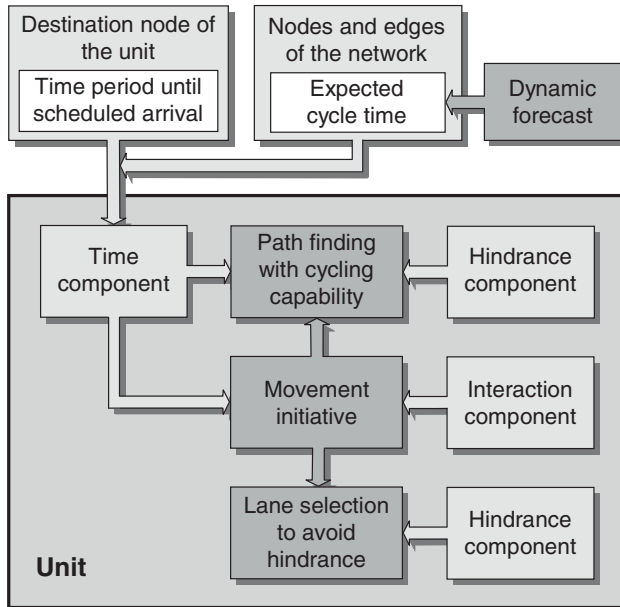 Destination node of
the unit
Time period until
scheduled arrival
Nodes and edges
of the network
Expected
cycle time
Dynamic
forecast
Time
component
Path finding
with cycling
capability
Hindrance
component
Movement
initiative
Interaction
component
Lane selection
to avoid
hindrance
Hindrance
component
Unit